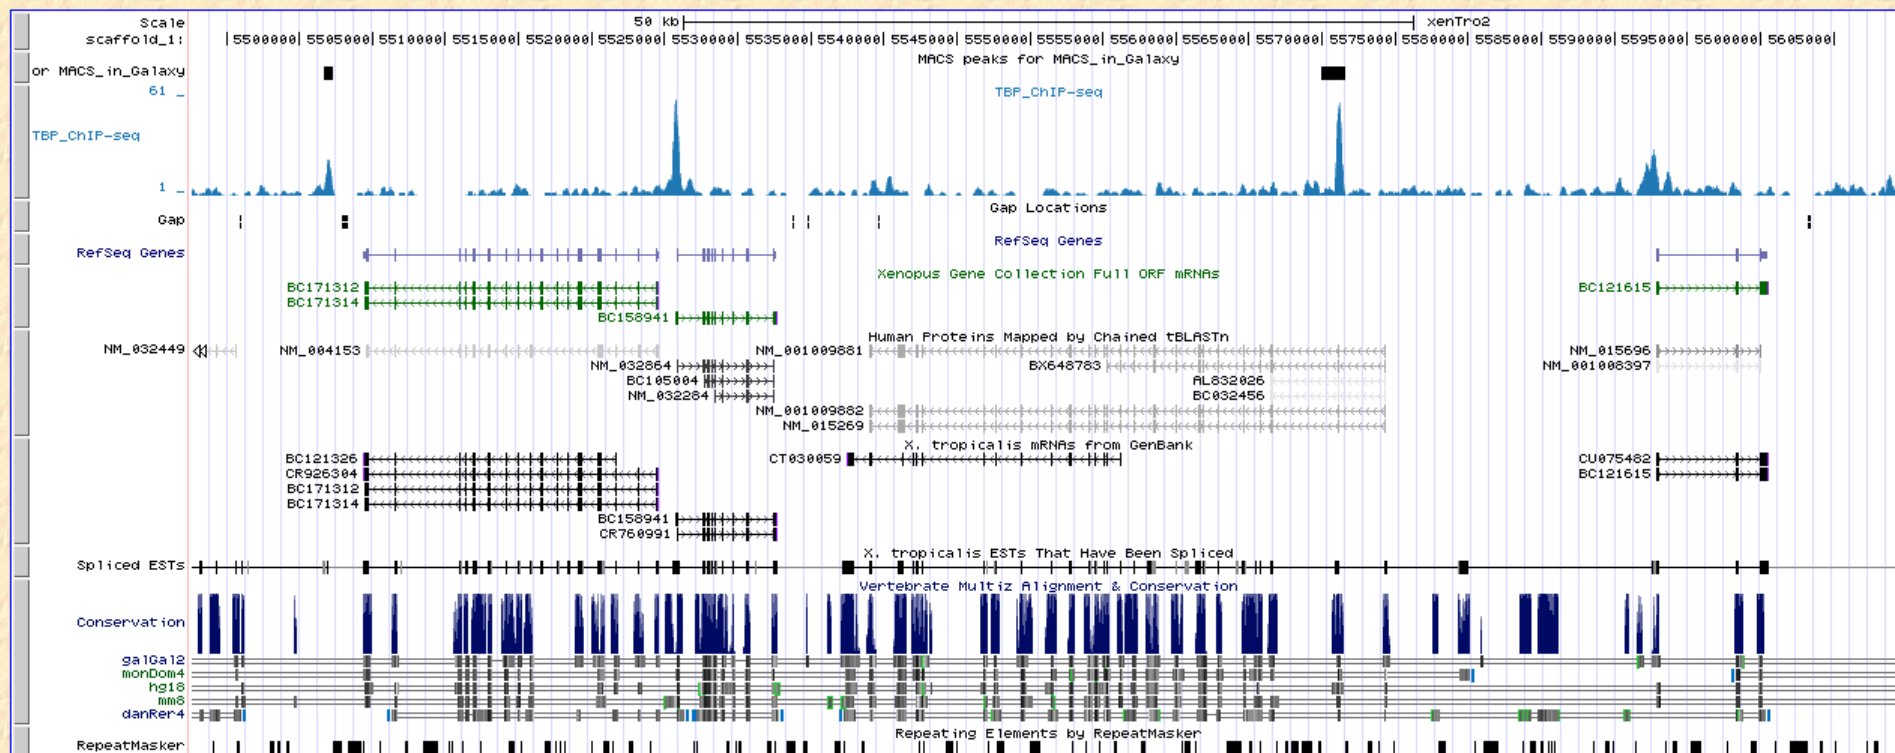 Scale 50 kb xenTro2
scaffold_1: 5500000 5505000 5510000 5515000 5520000 5525000 5530000 5535000 5540000 5545000 5550000 5555000 5560000 5565000 5570000 5575000 5580000 5585000 5590000 5595000 5600000 5605000
MACS peaks for MACS_in_Galaxy
or MACS_in_Galaxy
61 _
TBP_ChIP-seq
TBP_ChIP-seq
1 _
Gap Locations
Gap
RefSeq Genes
RefSeq Genes
Xenopus Gene Collection Full ORF mRNAs
BC171312 BC121615
BC171314
BC158941
Human Proteins Mapped by Chained tBLASTn
NM_032449 NM_004153 NM_001009881 NM_015696
NM_032864 BX648783 NM_001008397
BC105004 AL832026
NM_032284 BC032456
NM_001009882
NM_015269
X. tropicalis mRNAs from GenBank
BC121326 CT030059 CU075482
CR926304 BC121615
BC171312
BC171314
BC158941
CR760991
X. tropicalis ESTs That Have Been Spliced
Spliced ESTs
Vertebrate Multiz Alignment & Conservation
Conservation
galGal2
monDom4
hg18
mm8
danRer4
Repeating Elements by RepeatMasker
RepeatMasker